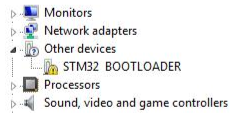 Monitors
Network adapters
Other devices
STM32 BOOTLOADER
Processors
Sound, video and game controllers